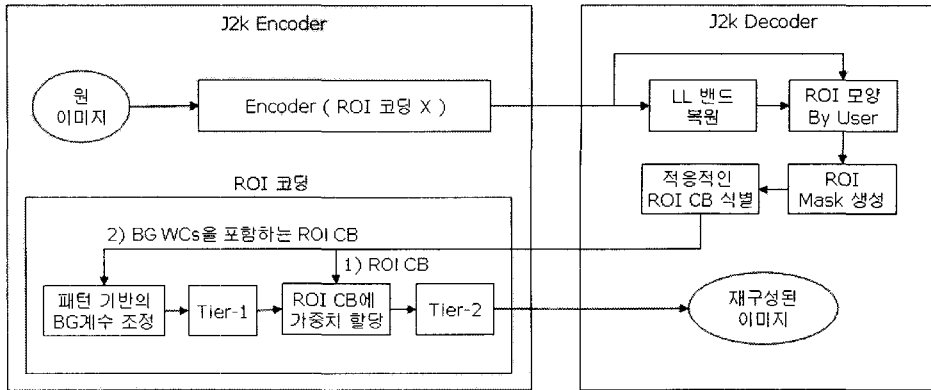 J2k Encoder
J2k Decoder
원
이미지
Encoder ( ROI 코딩 X )
LL 밴드
복원
ROI 모양
By User
ROI 코딩
적응적인
ROI CB 식별
ROI
Mask 생성
2) BG WCs을 포함하는 ROI CB
1) ROI CB
패턴 기반의
BG계수 조정
Tier-1
ROI CB에
가중치 할당
Tier-2
재구성된
이미지